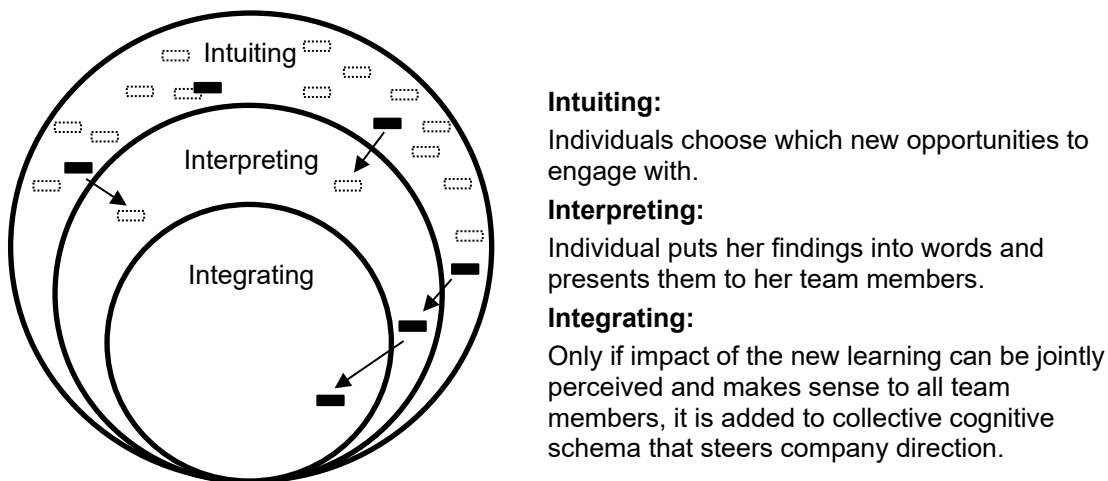 Intuiting
Interpreting
Integrating
Intuiting:
Individuals choose which new opportunities to
engage with.
Interpreting:
Individual puts her findings into words and
presents them to her team members.
Integrating:
Only if impact of the new learning can be jointly
perceived and makes sense to all team
members, it is added to collective cognitive
schema that steers company direction.